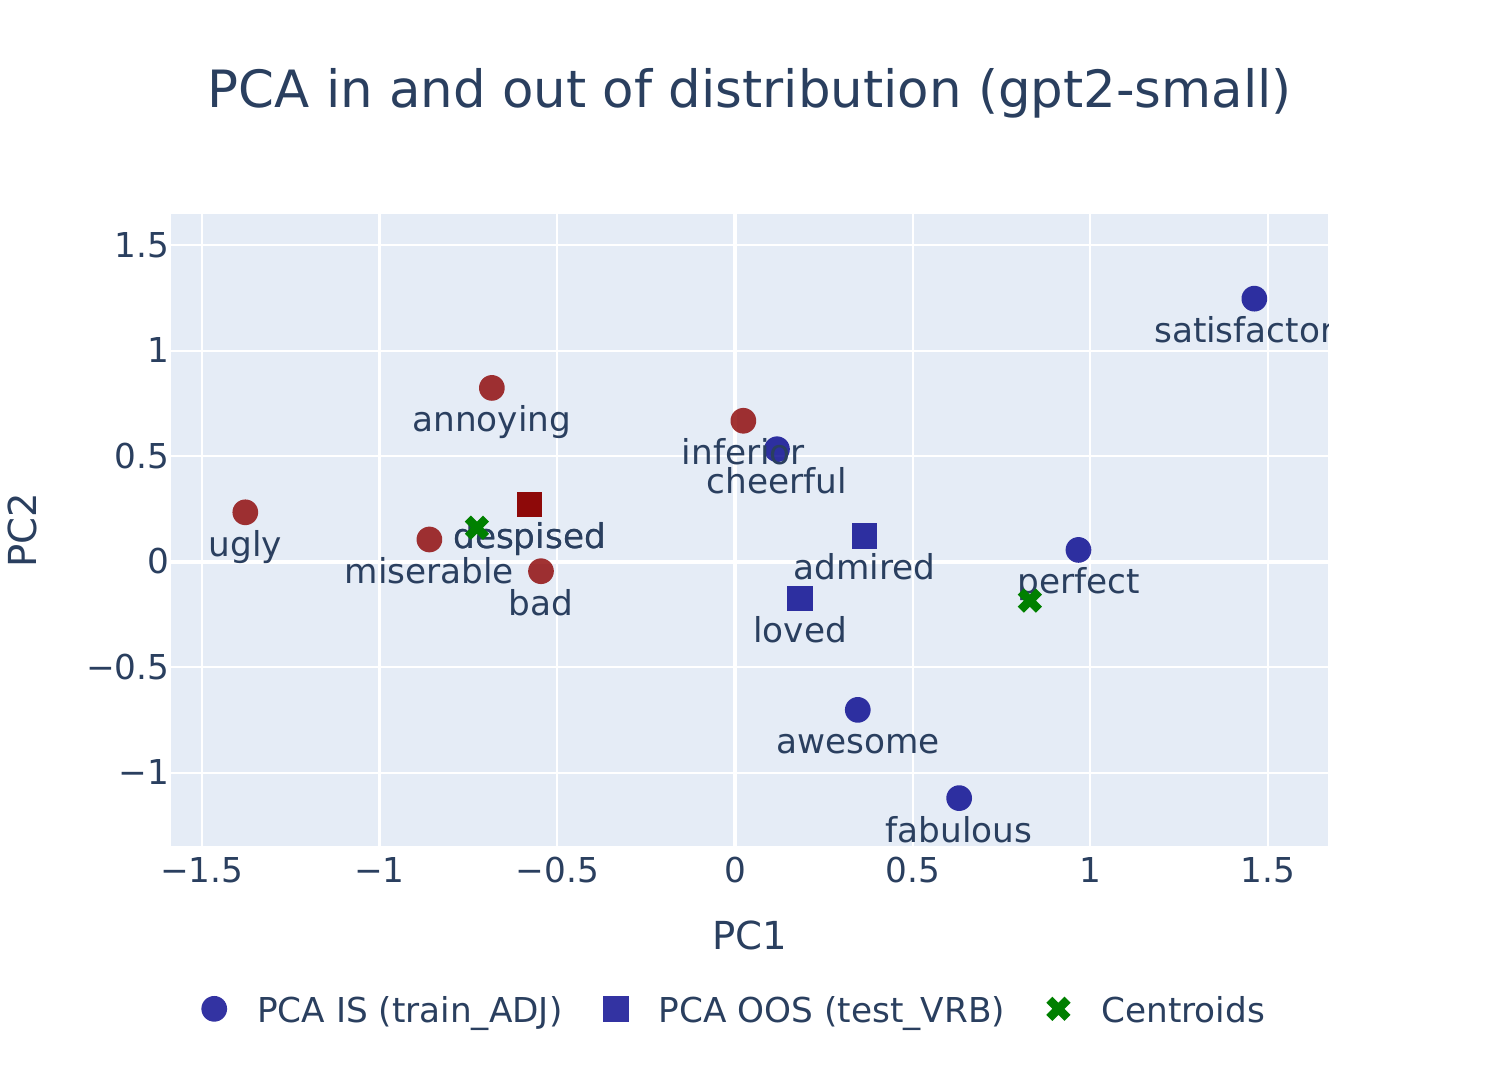 PCA in and out of distribution (gpt2-small)
1.5
1
0.5
0
−0.5
−1
PC2
satisfactor
annoying
inferior
cheerful
ugly
despised
miserable
bad
admired
perfect
loved
awesome
fabulous
−1.5 −1 −0.5 0 0.5 1 1.5
PC1
PCA IS (train_ADJ) PCA OOS (test_VRB) Centroids